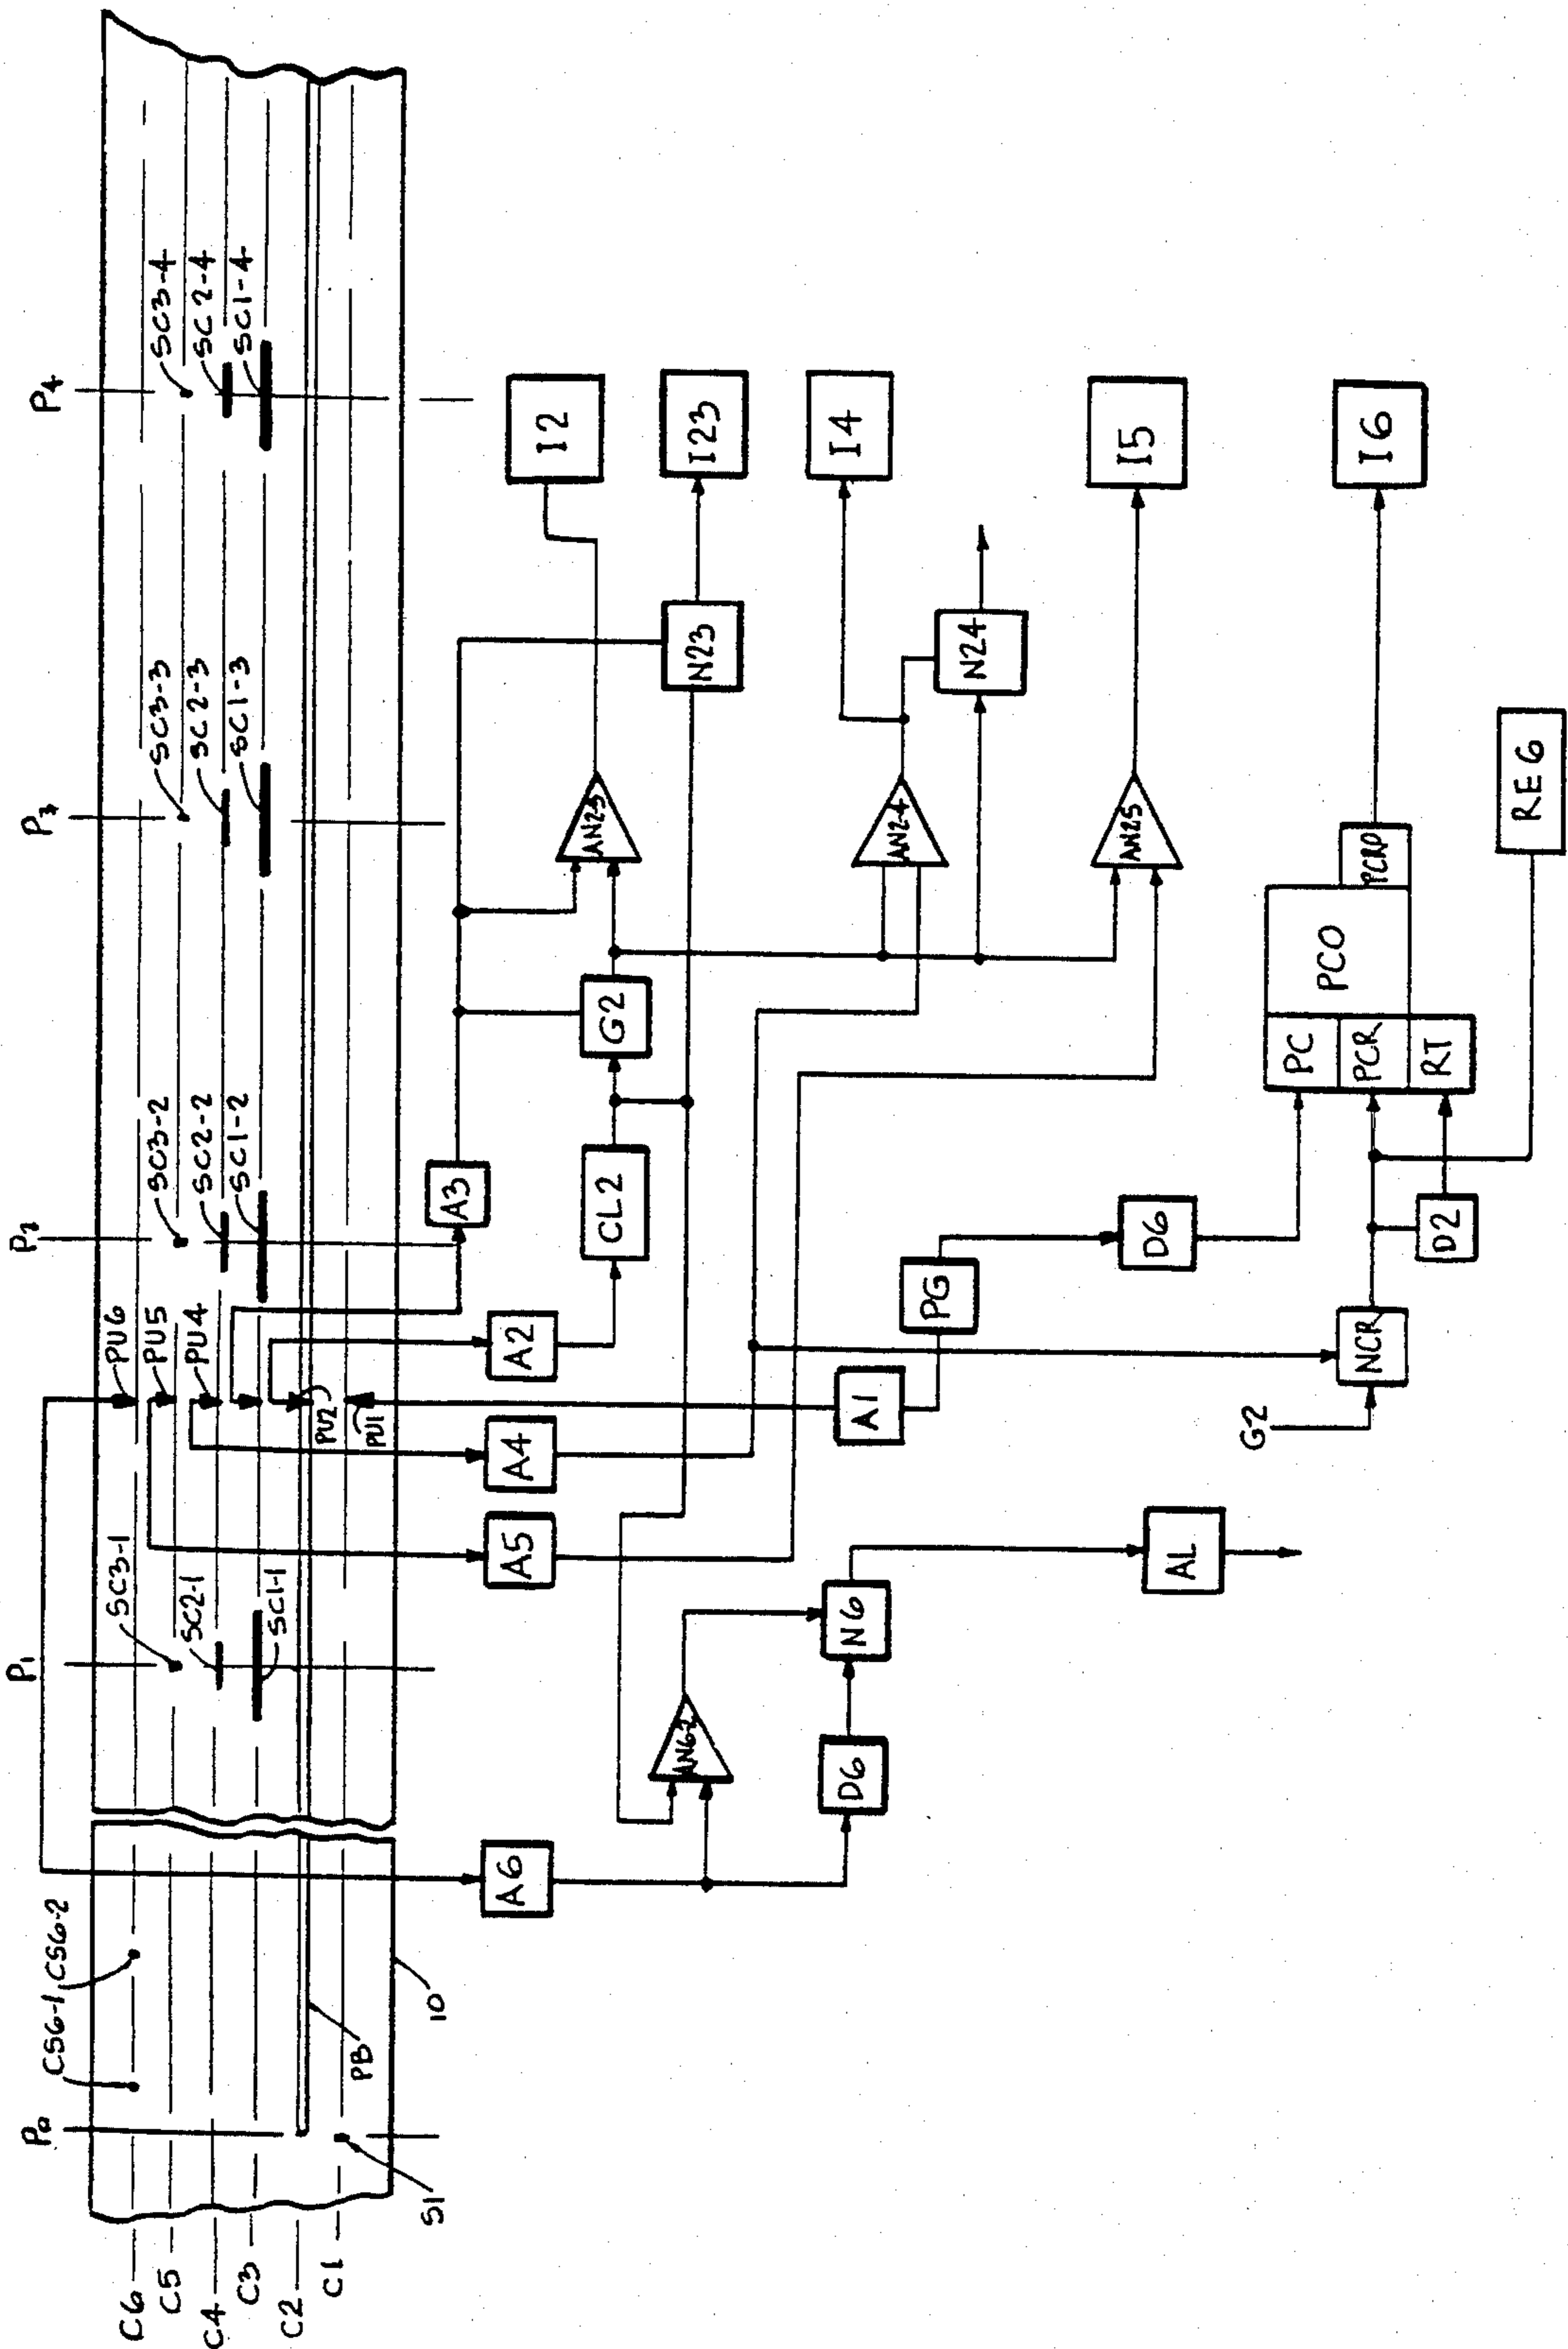 P0
P1
P2
P3
P4
CS6-1, CS6-2
SC3-1
SC2-1
SC1-1
PU6
PU5
PU4
PU2
PU1
SC3-2
SC2-2
SC1-2
SC3-3
SC2-3
SC1-3
SC3-4
SC2-4
SC1-4
C6
C5
C4
C3
C2
C1
S1
PB
10
A6
A5
A4
A2
A3
CL2
G2
AN23
I2
N23
I23
AN6-2
D6
N6
AL
A1
PG
D6
AN24
N24
I4
AN25
I5
G2
NCR
D2
PC
PCR
RT
PCO
PCRP
I6
RE6